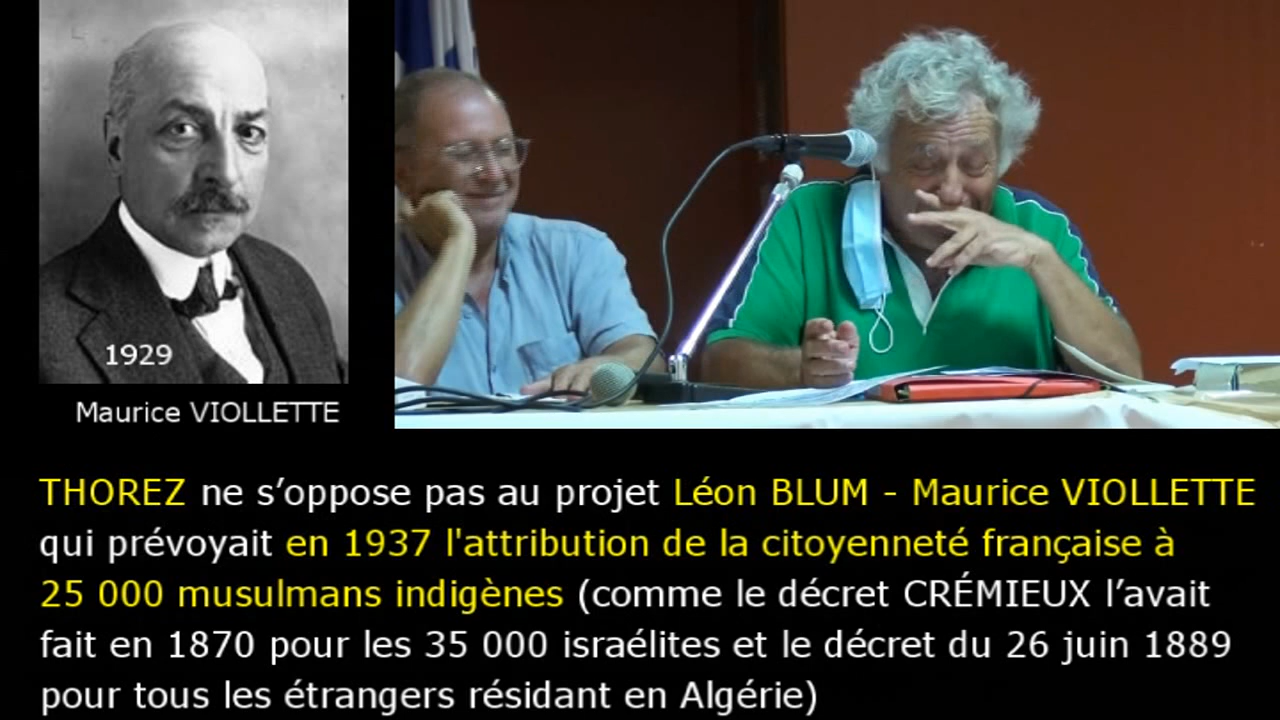 1929
Maurice VIOLLETTE
THOREZ ne s’oppose pas au projet Léon BLUM - Maurice VIOLLETTE
qui prévoyait en 1937 l'attribution de la citoyenneté française à
25 000 musulmans indigènes (comme le décret CRÉMIEUX l’avait
fait en 1870 pour les 35 000 israélites et le décret du 26 juin 1889
pour tous les étrangers résidant en Algérie)